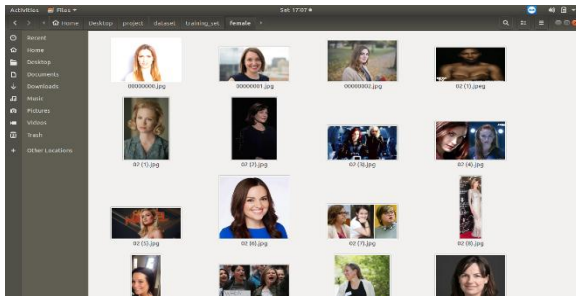 Activities Files ▾ Sat 17:07
Home Desktop project dataset training_set female
Recent
Home
Desktop
Documents
Downloads
Music
Pictures
Videos
Trash
+ Other Locations
00000000.jpg 00000001.jpg 00000002.jpg 02 (1).jpeg
02 (1).jpg 02 (2).jpg 02 (3).jpg 02 (4).jpg
02 (5).jpg 02 (6).jpg 02 (7).jpg 02 (8).jpg